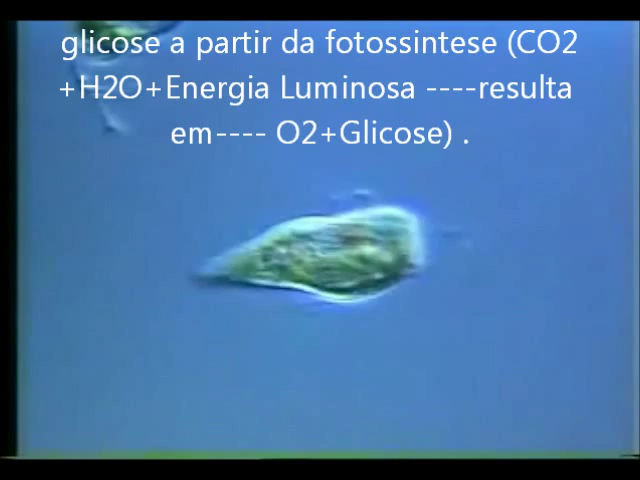 glicose a partir da fotossintese (CO2
+H2O+Energia Luminosa ----resulta
em---- O2+Glicose) .